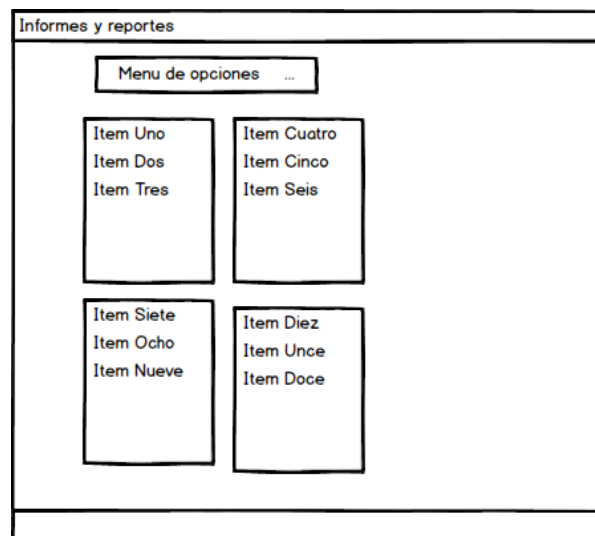 Informes y reportes
Menu de opciones ...
Item Uno
Item Dos
Item Tres
Item Cuatro
Item Cinco
Item Seis
Item Siete
Item Ocho
Item Nueve
Item Diez
Item Unce
Item Doce